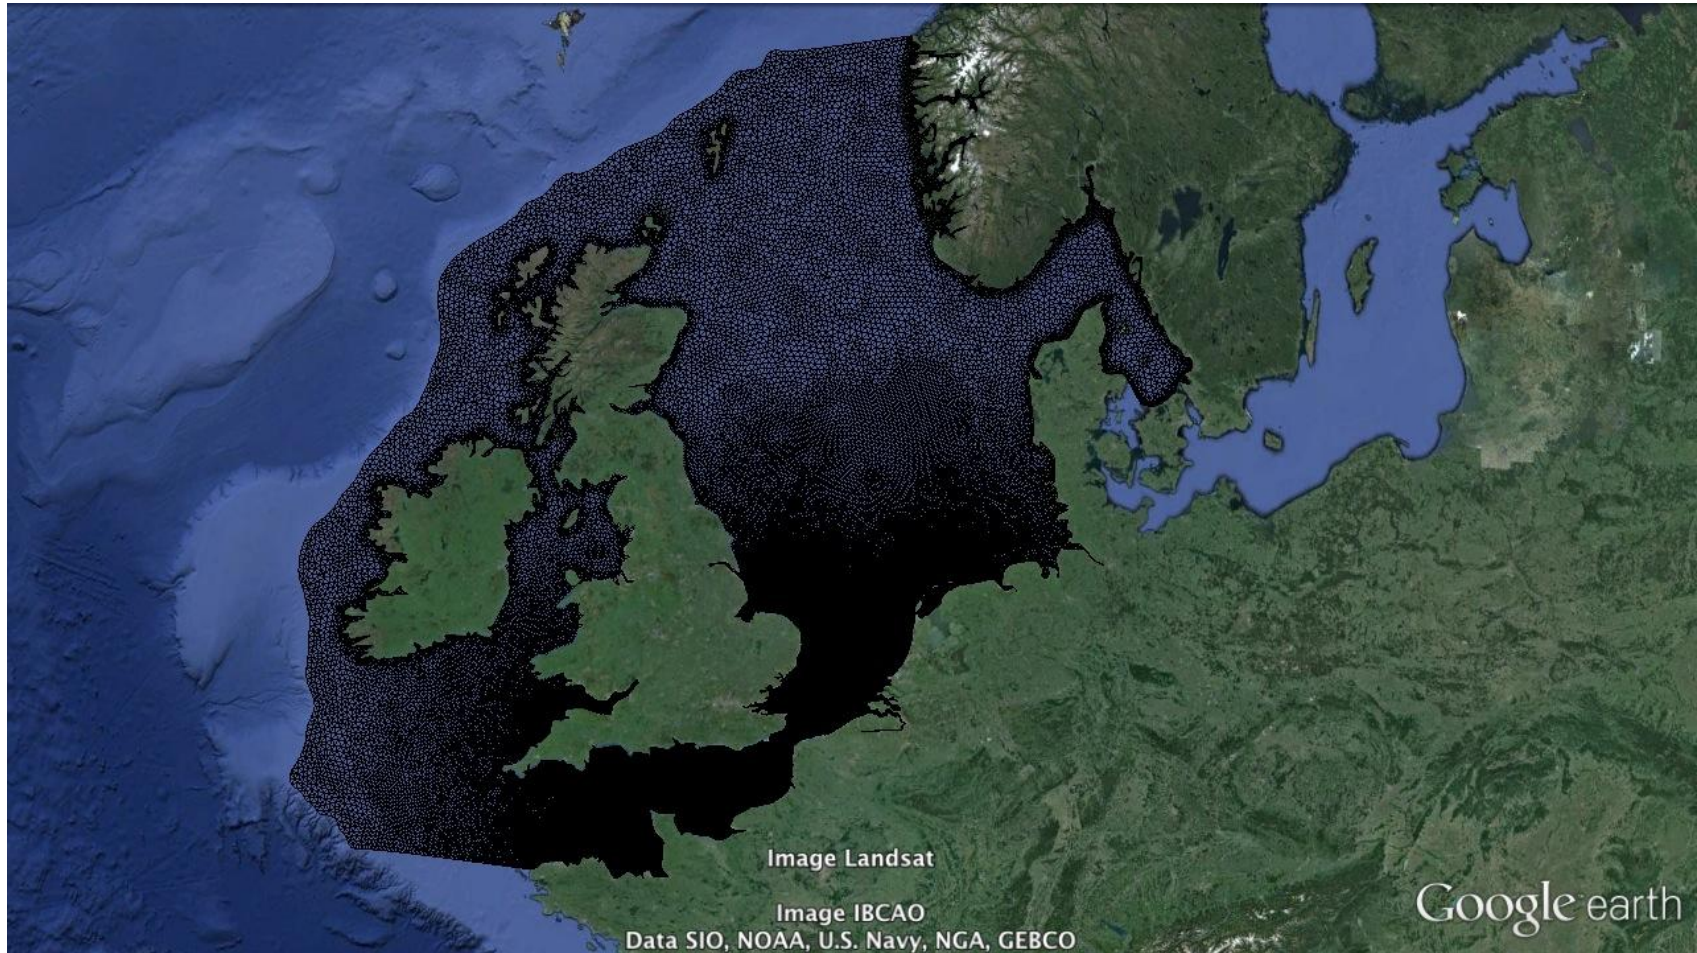 Image Landsat
Image IBCAO
Data SIO, NOAA, U.S. Navy, NGA, GEBCO
Google earth